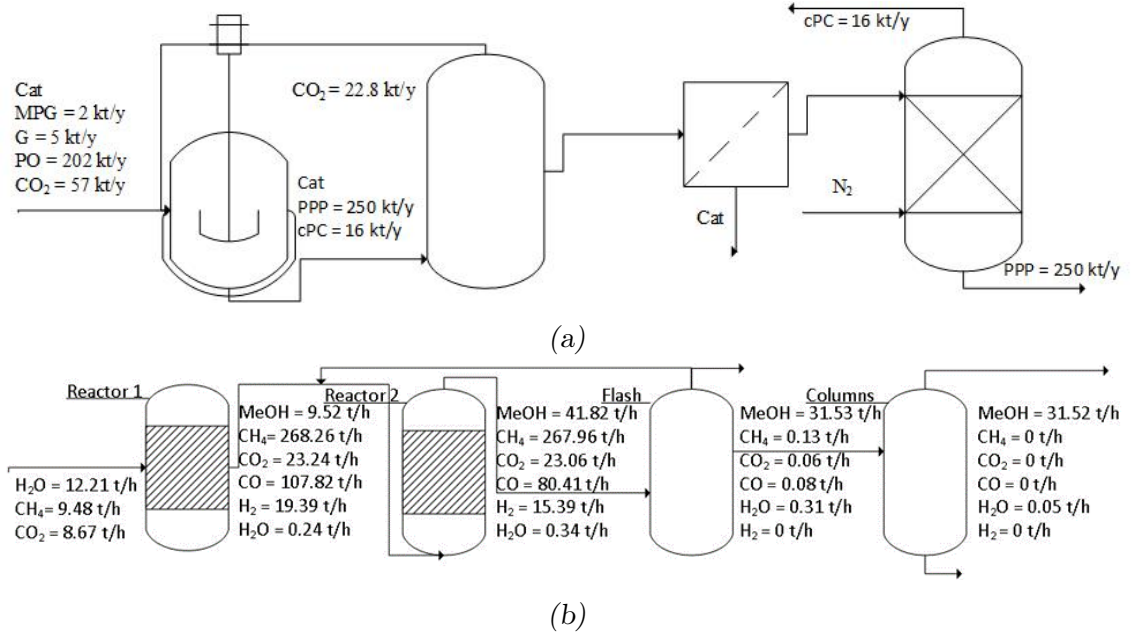 cPC = 16 kt/y
Cat
MPG = 2 kt/y
G = 5 kt/y
PO = 202 kt/y
CO₂ = 57 kt/y
CO₂ = 22.8 kt/y
Cat
PPP = 250 kt/y
cPC = 16 kt/y
Cat
N₂
PPP = 250 kt/y
(a)
Reactor 1
H₂O = 12.21 t/h
CH₄ = 9.48 t/h
CO₂ = 8.67 t/h
MeOH = 9.52 t/h
CH₄= 268.26 t/h
CO₂ = 23.24 t/h
CO = 107.82 t/h
H₂ = 19.39 t/h
H₂O = 0.24 t/h
Reactor 2
MeOH = 41.82 t/h
CH₄ = 267.96 t/h
CO₂ = 23.06 t/h
CO = 80.41 t/h
H₂ = 15.39 t/h
H₂O = 0.34 t/h
Flash
MeOH = 31.53 t/h
CH₄ = 0.13 t/h
CO₂ = 0.06 t/h
CO = 0.08 t/h
H₂O = 0.31 t/h
H₂= 0 t/h
Columns
MeOH = 31.52 t/h
CH₄ = 0 t/h
CO₂= 0 t/h
CO = 0 t/h
H₂O = 0.05 t/h
H₂ = 0 t/h
(b)